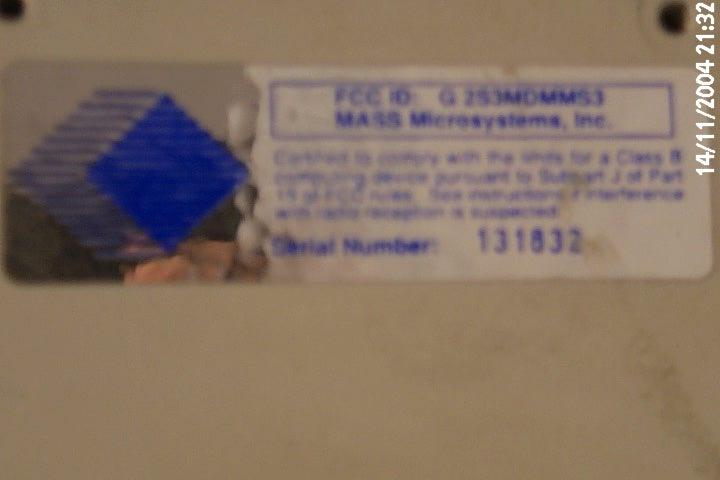 FCC ID: G 2S3MDMMS3
MASS Microsystems, Inc.
Certified to comply with the limits for a Class B
computing device pursuant to Subpart J of Part
15 of FCC rules. See instructions if interference
with radio reception is suspected.
Serial Number: 131832
14/11/2004 21:32